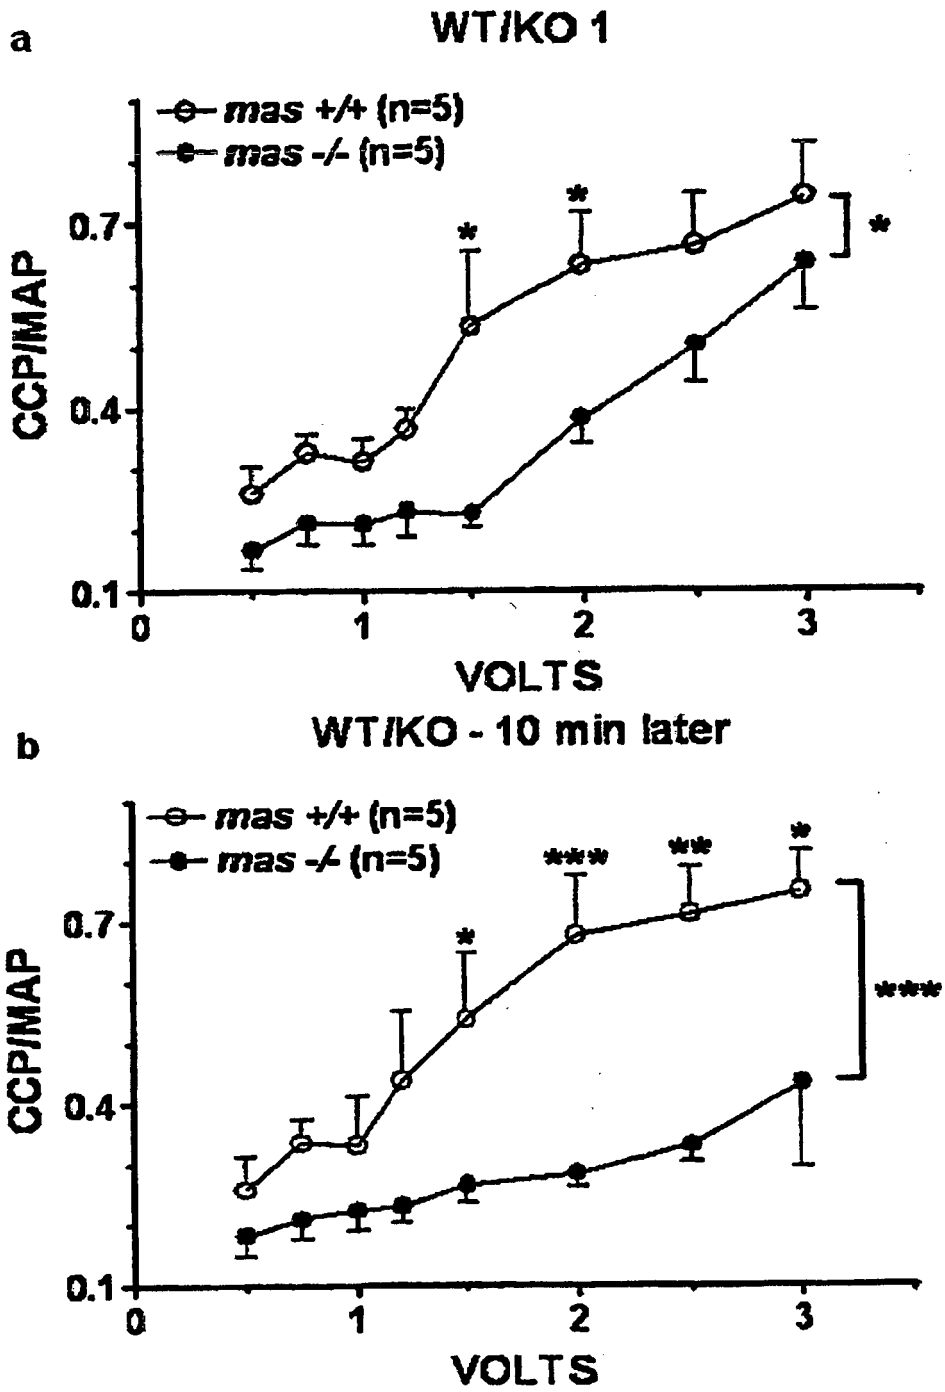 a
WT/KO 1
mas +/+ (n=5)
mas -/- (n=5)
* * *
0.7
0.4
0.1
CCP/MAP
0 1 2 3
VOLTS
b
WT/KO - 10 min later
mas +/+ (n=5)
mas -/- (n=5)
* *** ** *
***
0.7
0.4
0.1
CCP/MAP
0 1 2 3
VOLTS